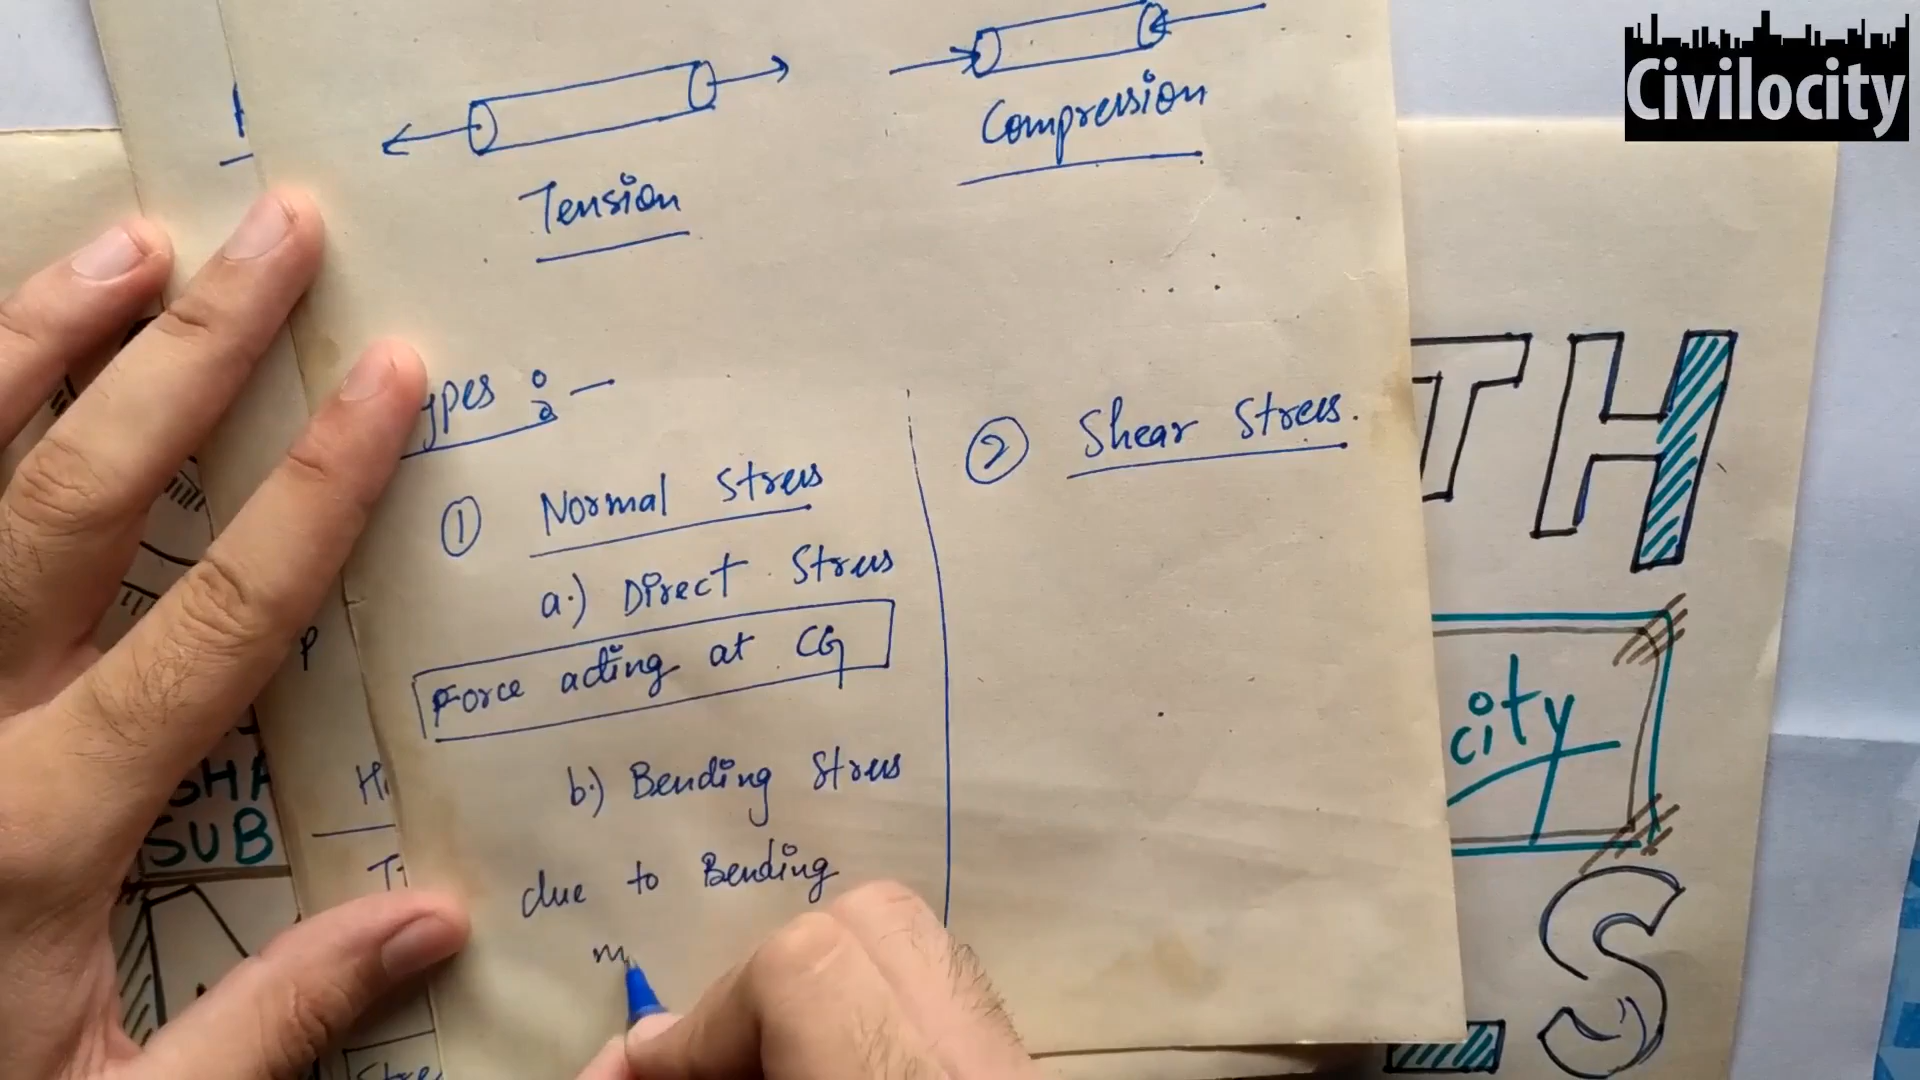 Civilocity
Tension
Compression
ypes :-
① Normal Stress
a.) Direct Stress
Force acting at CG
b.) Bending Stress
due to Bending
m
② Shear Stress.
TH
city
S
P
SHA
SUB